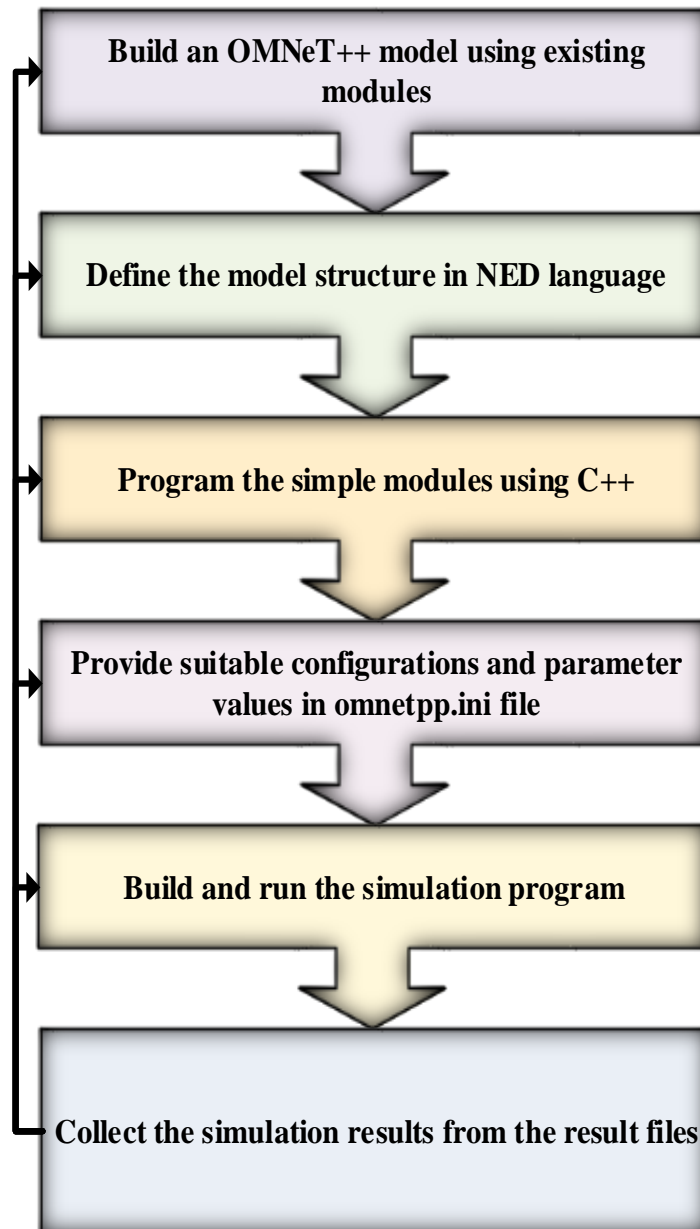 Build an OMNeT++ model using existing
modules
Define the model structure in NED language
Program the simple modules using C++
Provide suitable configurations and parameter
values in omnetpp.ini file
Build and run the simulation program
Collect the simulation results from the result files